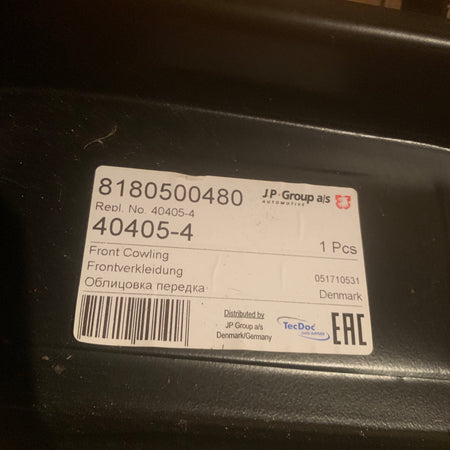 8180500480
JP Group a/s
AUTOMOTIVE
Repl. No. 40405-4
40405-4
1 Pcs
Front Cowling
Frontverkleidung
051710531
Облицовка передка
Denmark
Distributed by
JP Group a/s
Denmark/Germany
TecDoc
EAC